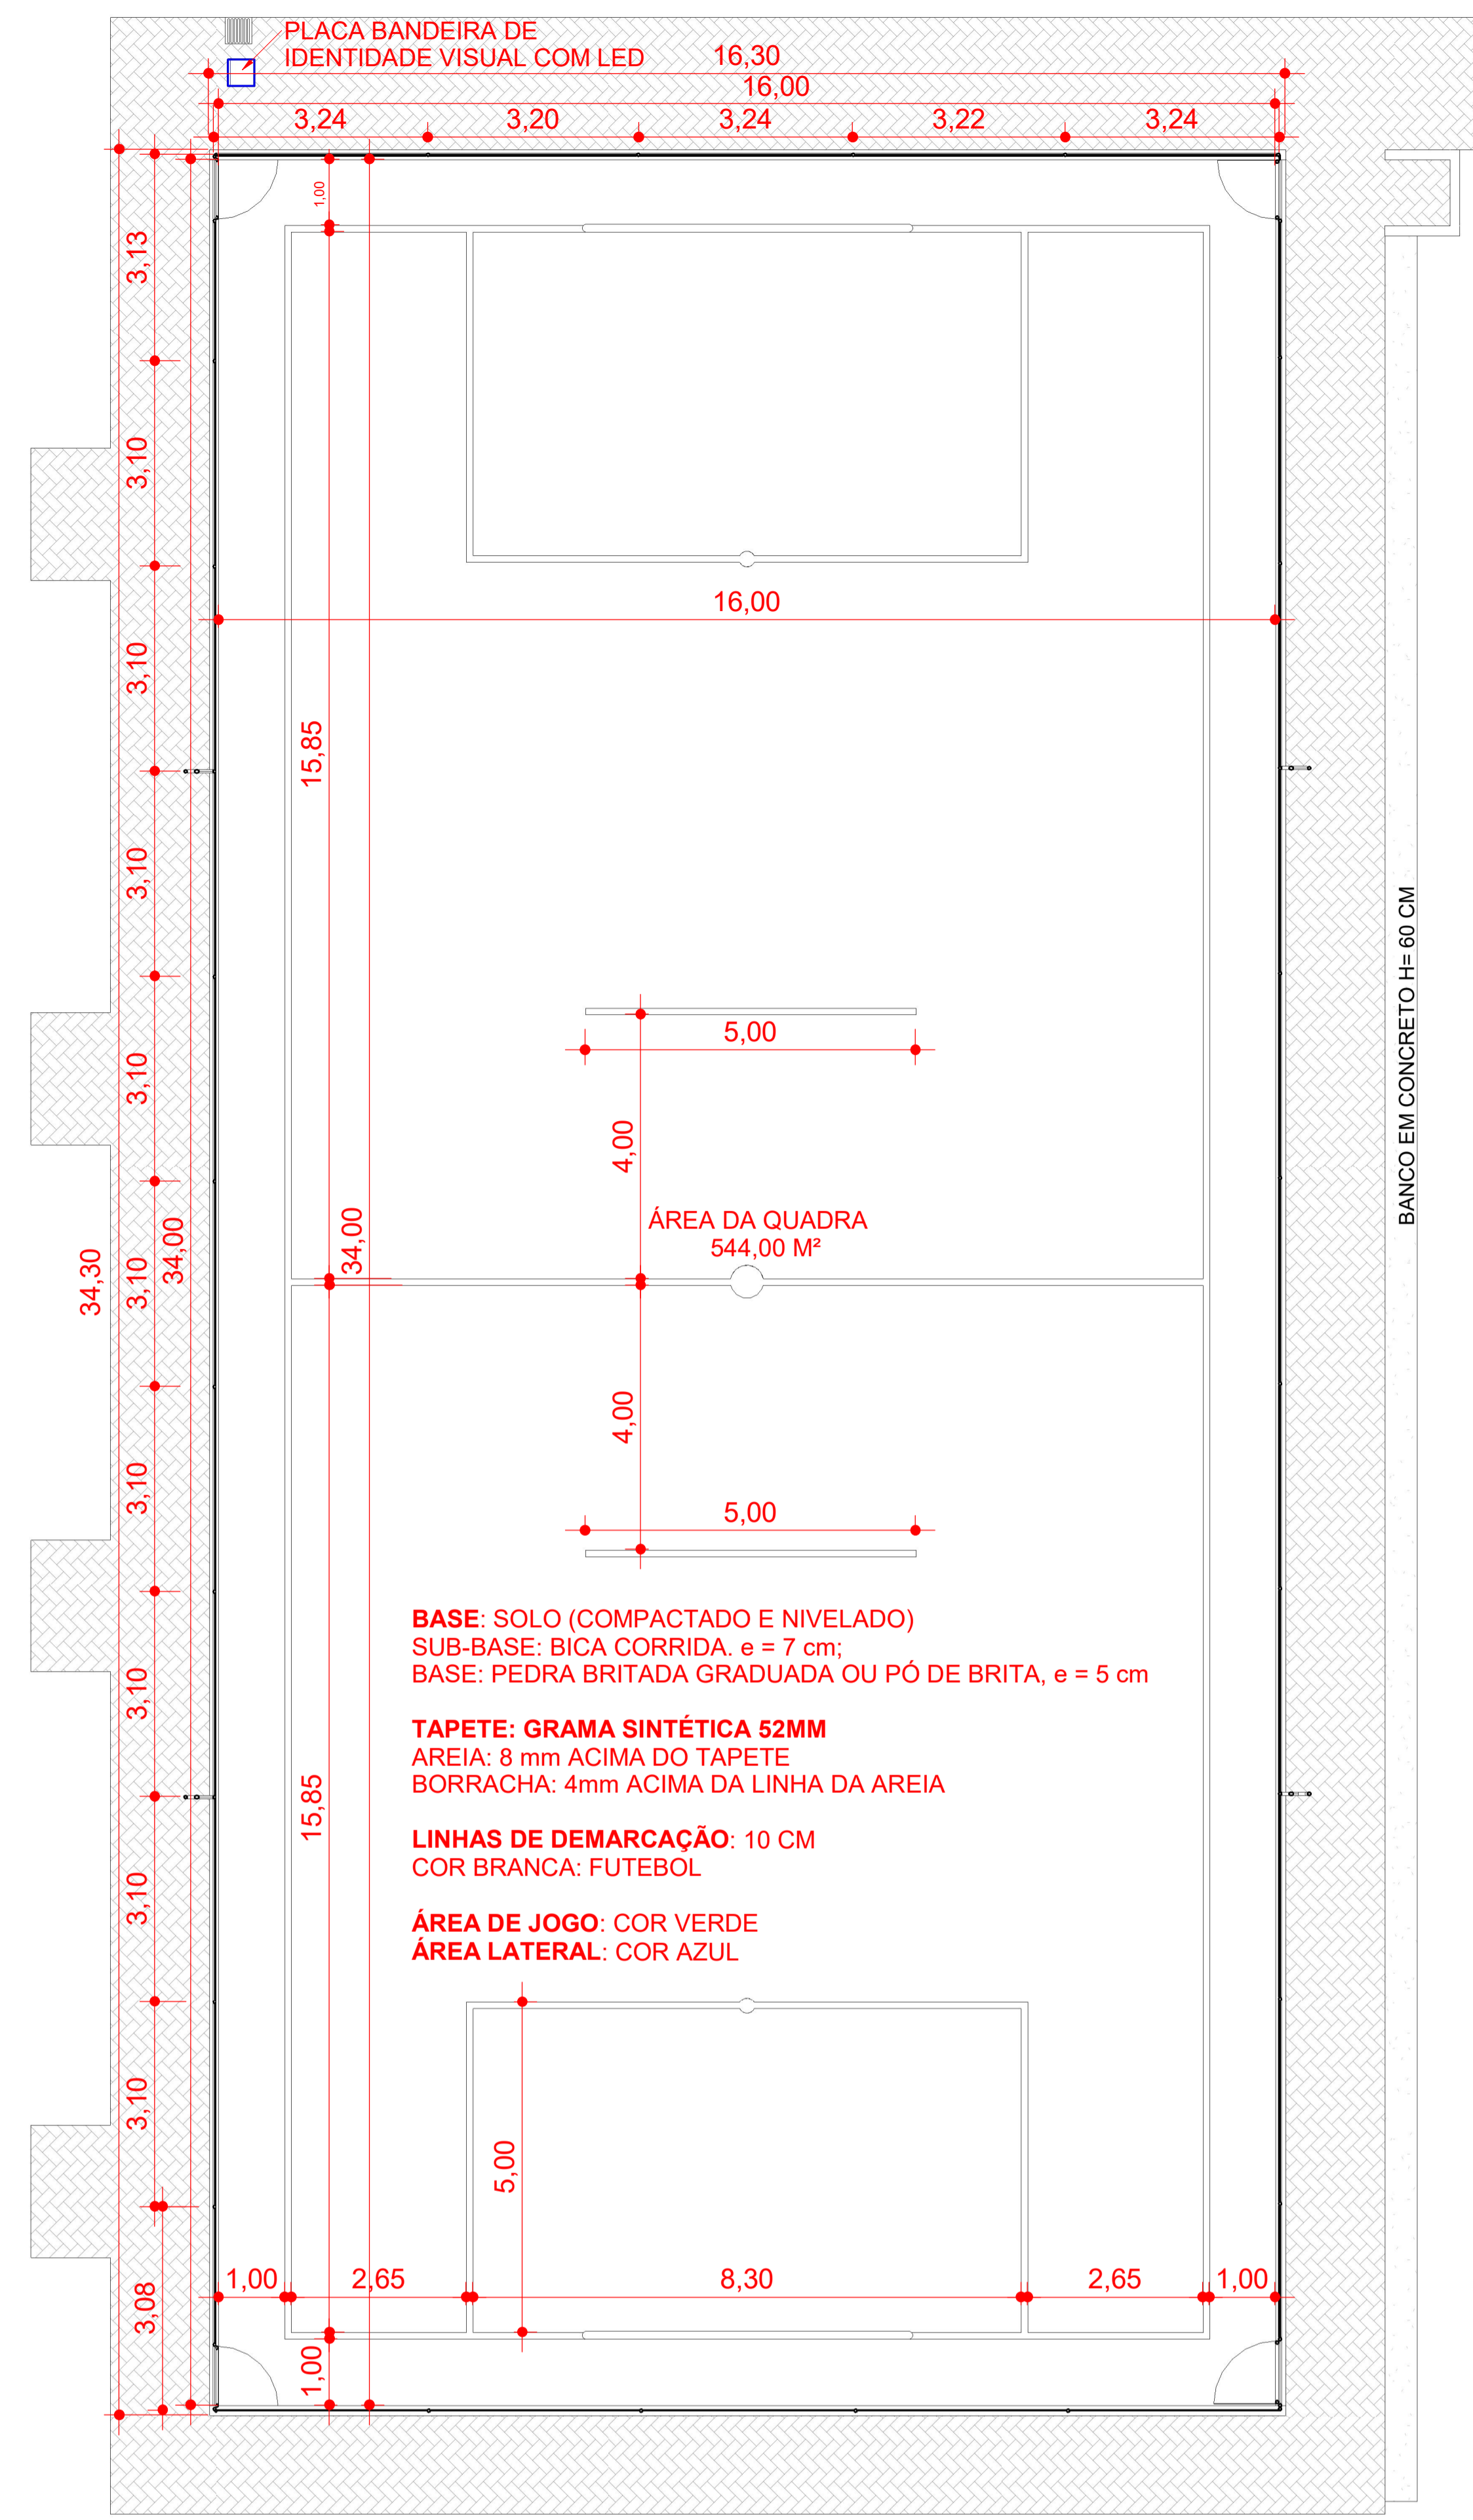 PLACA BANDEIRA DE
IDENTIDADE VISUAL COM LED
16,30
16,00
3,24 3,20 3,24 3,22 3,24
1,00
3,13
3,10
3,10
3,10
3,10
3,10
3,10
3,10
3,10
3,10
3,08
34,30
34,00
34,00
15,85
16,00
5,00
4,00
ÁREA DA QUADRA
544,00 M²
4,00
5,00
BANCO EM CONCRETO H= 60 CM
BASE: SOLO (COMPACTADO E NIVELADO)
SUB-BASE: BICA CORRIDA. e = 7 cm;
BASE: PEDRA BRITADA GRADUADA OU PÓ DE BRITA, e = 5 cm
TAPETE: GRAMA SINTÉTICA 52MM
AREIA: 8 mm ACIMA DO TAPETE
BORRACHA: 4mm ACIMA DA LINHA DA AREIA
LINHAS DE DEMARCAÇÃO: 10 CM
COR BRANCA: FUTEBOL
ÁREA DE JOGO: COR VERDE
ÁREA LATERAL: COR AZUL
15,85
5,00
1,00 2,65 8,30 2,65 1,00
1,00